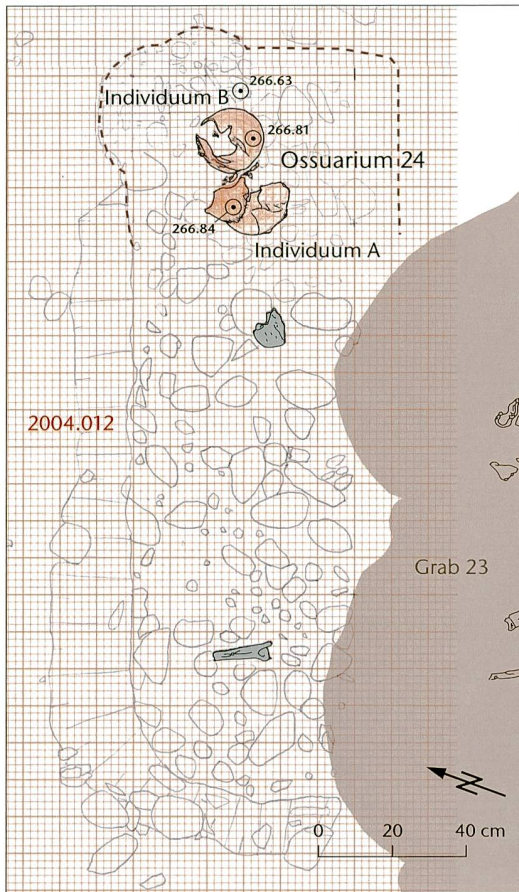 266.63
Individuum B
266.81
Ossuarium 24
266.84
Individuum A
2004.012
Grab 23
0 20 40 cm